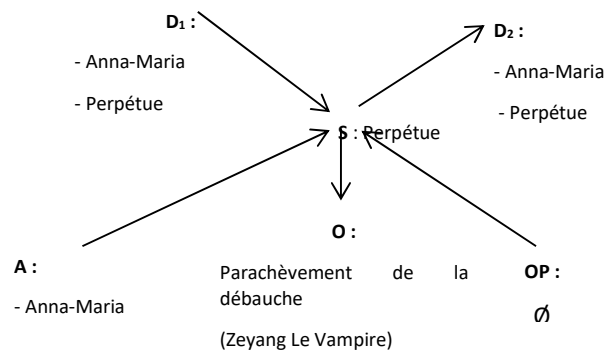 D₁ :
- Anna-Maria
- Perpétue
D₂ :
- Anna-Maria
- Perpétue
S : Perpétue
O :
Parachèvement de la
débauche
(Zeyang Le Vampire)
A :
- Anna-Maria
OP :
Ø